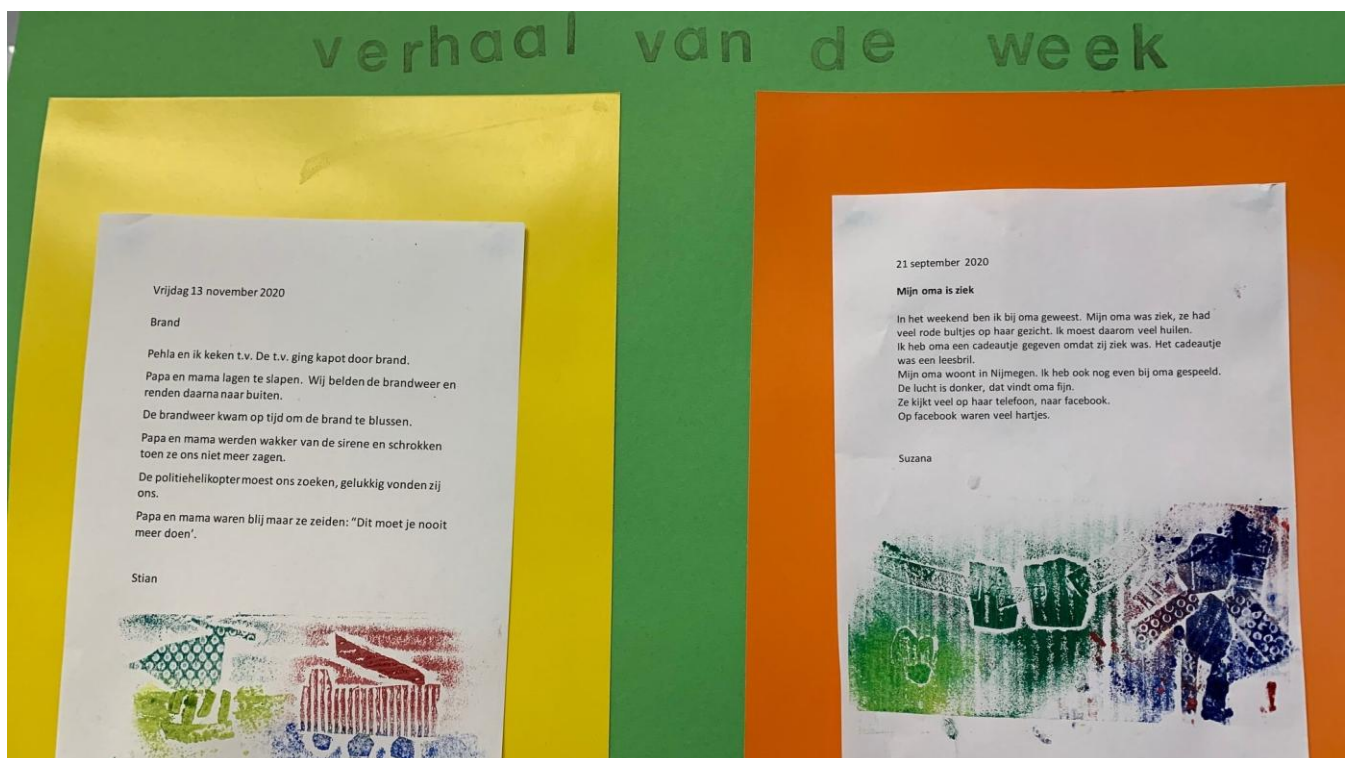 verhaal van de week
Vrijdag 13 november 2020
Brand
Pehla en ik keken t.v. De t.v. ging kapot door brand.
Papa en mama lagen te slapen. Wij belden de brandweer en
renden daarna naar buiten.
De brandweer kwam op tijd om de brand te blussen.
Papa en mama werden wakker van de sirene en schrokken
toen ze ons niet meer zagen.
De politiehelikopter moest ons zoeken, gelukkig vonden zij
ons.
Papa en mama waren blij maar ze zeiden: “Dit moet je nooit
meer doen’.
Stian
21 september 2020
Mijn oma is ziek
In het weekend ben ik bij oma geweest. Mijn oma was ziek, ze had
veel rode bultjes op haar gezicht. Ik moest daarom veel huilen.
Ik heb oma een cadeautje gegeven omdat zij ziek was. Het cadeautje
was een leesbril.
Mijn oma woont in Nijmegen. Ik heb ook nog even bij oma gespeeld.
De lucht is donker, dat vindt oma fijn.
Ze kijkt veel op haar telefoon, naar facebook.
Op facebook waren veel hartjes.
Suzana